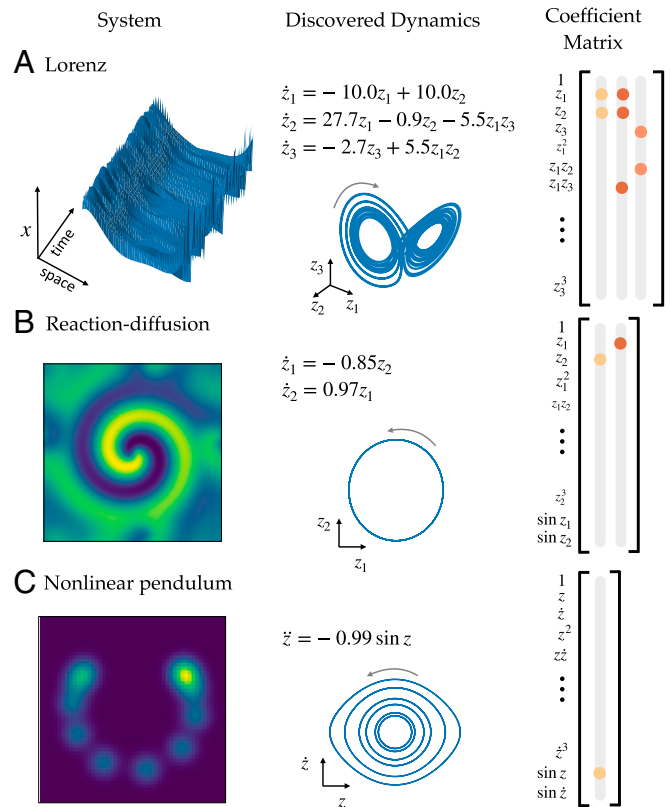 System
Discovered Dynamics
Coefficient
Matrix
A Lorenz
ż₁ = − 10.0z₁ + 10.0z₂
ż₂ = 27.7z₁ − 0.9z₂ − 5.5z₁z₃
ż₃ = − 2.7z₃ + 5.5z₁z₂
x
time
space
z₃
z₂
z₁
1
z₁
z₂
z₃
z₁²
z₁z₂
z₁z₃
⋮
z₃³
B Reaction-diffusion
ż₁ = − 0.85z₂
ż₂ = 0.97z₁
z₂
z₁
1
z₁
z₂
z₁²
z₁z₂
⋮
z₂³
sin z₁
sin z₂
C Nonlinear pendulum
z̈ = − 0.99 sin z
ż
z
1
z
ż
z²
zż
⋮
ż³
sin z
sin ż